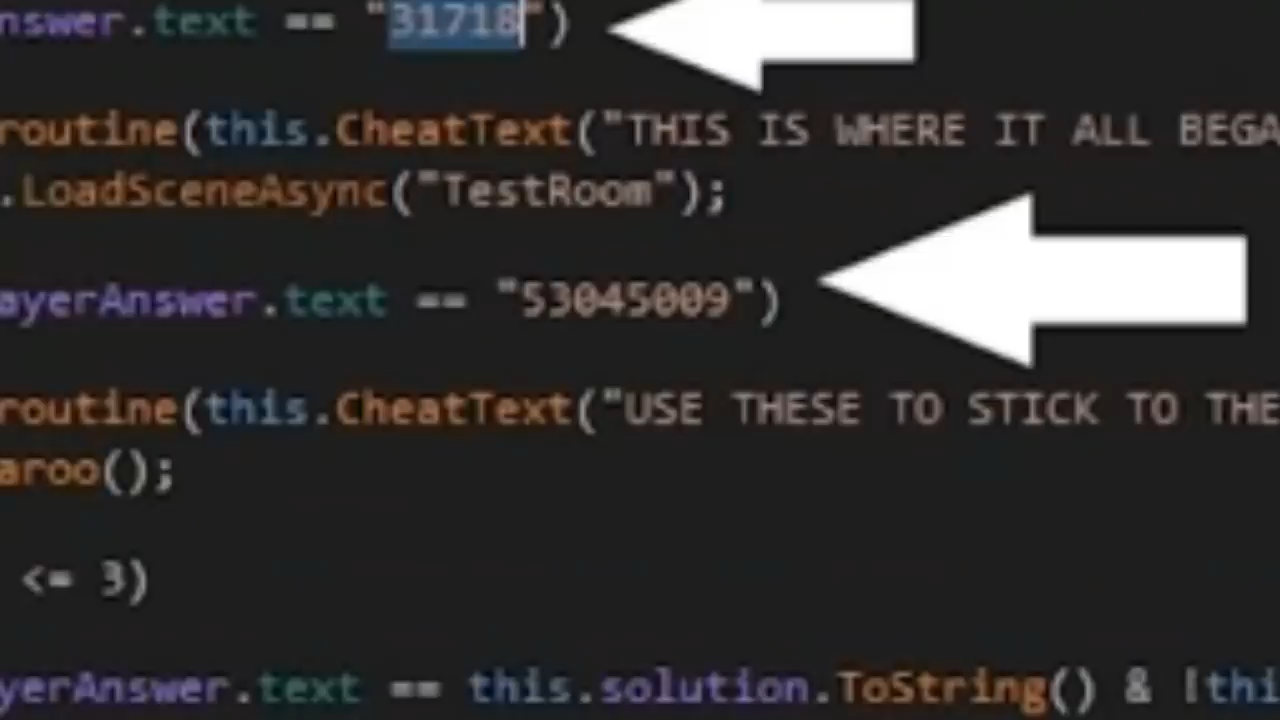 nswer.text == "31718")
routine(this.CheatText("THIS IS WHERE IT ALL BEGA
.LoadSceneAsync("TestRoom");
ayerAnswer.text == "53045009")
routine(this.CheatText("USE THESE TO STICK TO THE
aroo();
<= 3)
yerAnswer.text == this.solution.ToString() & !thi